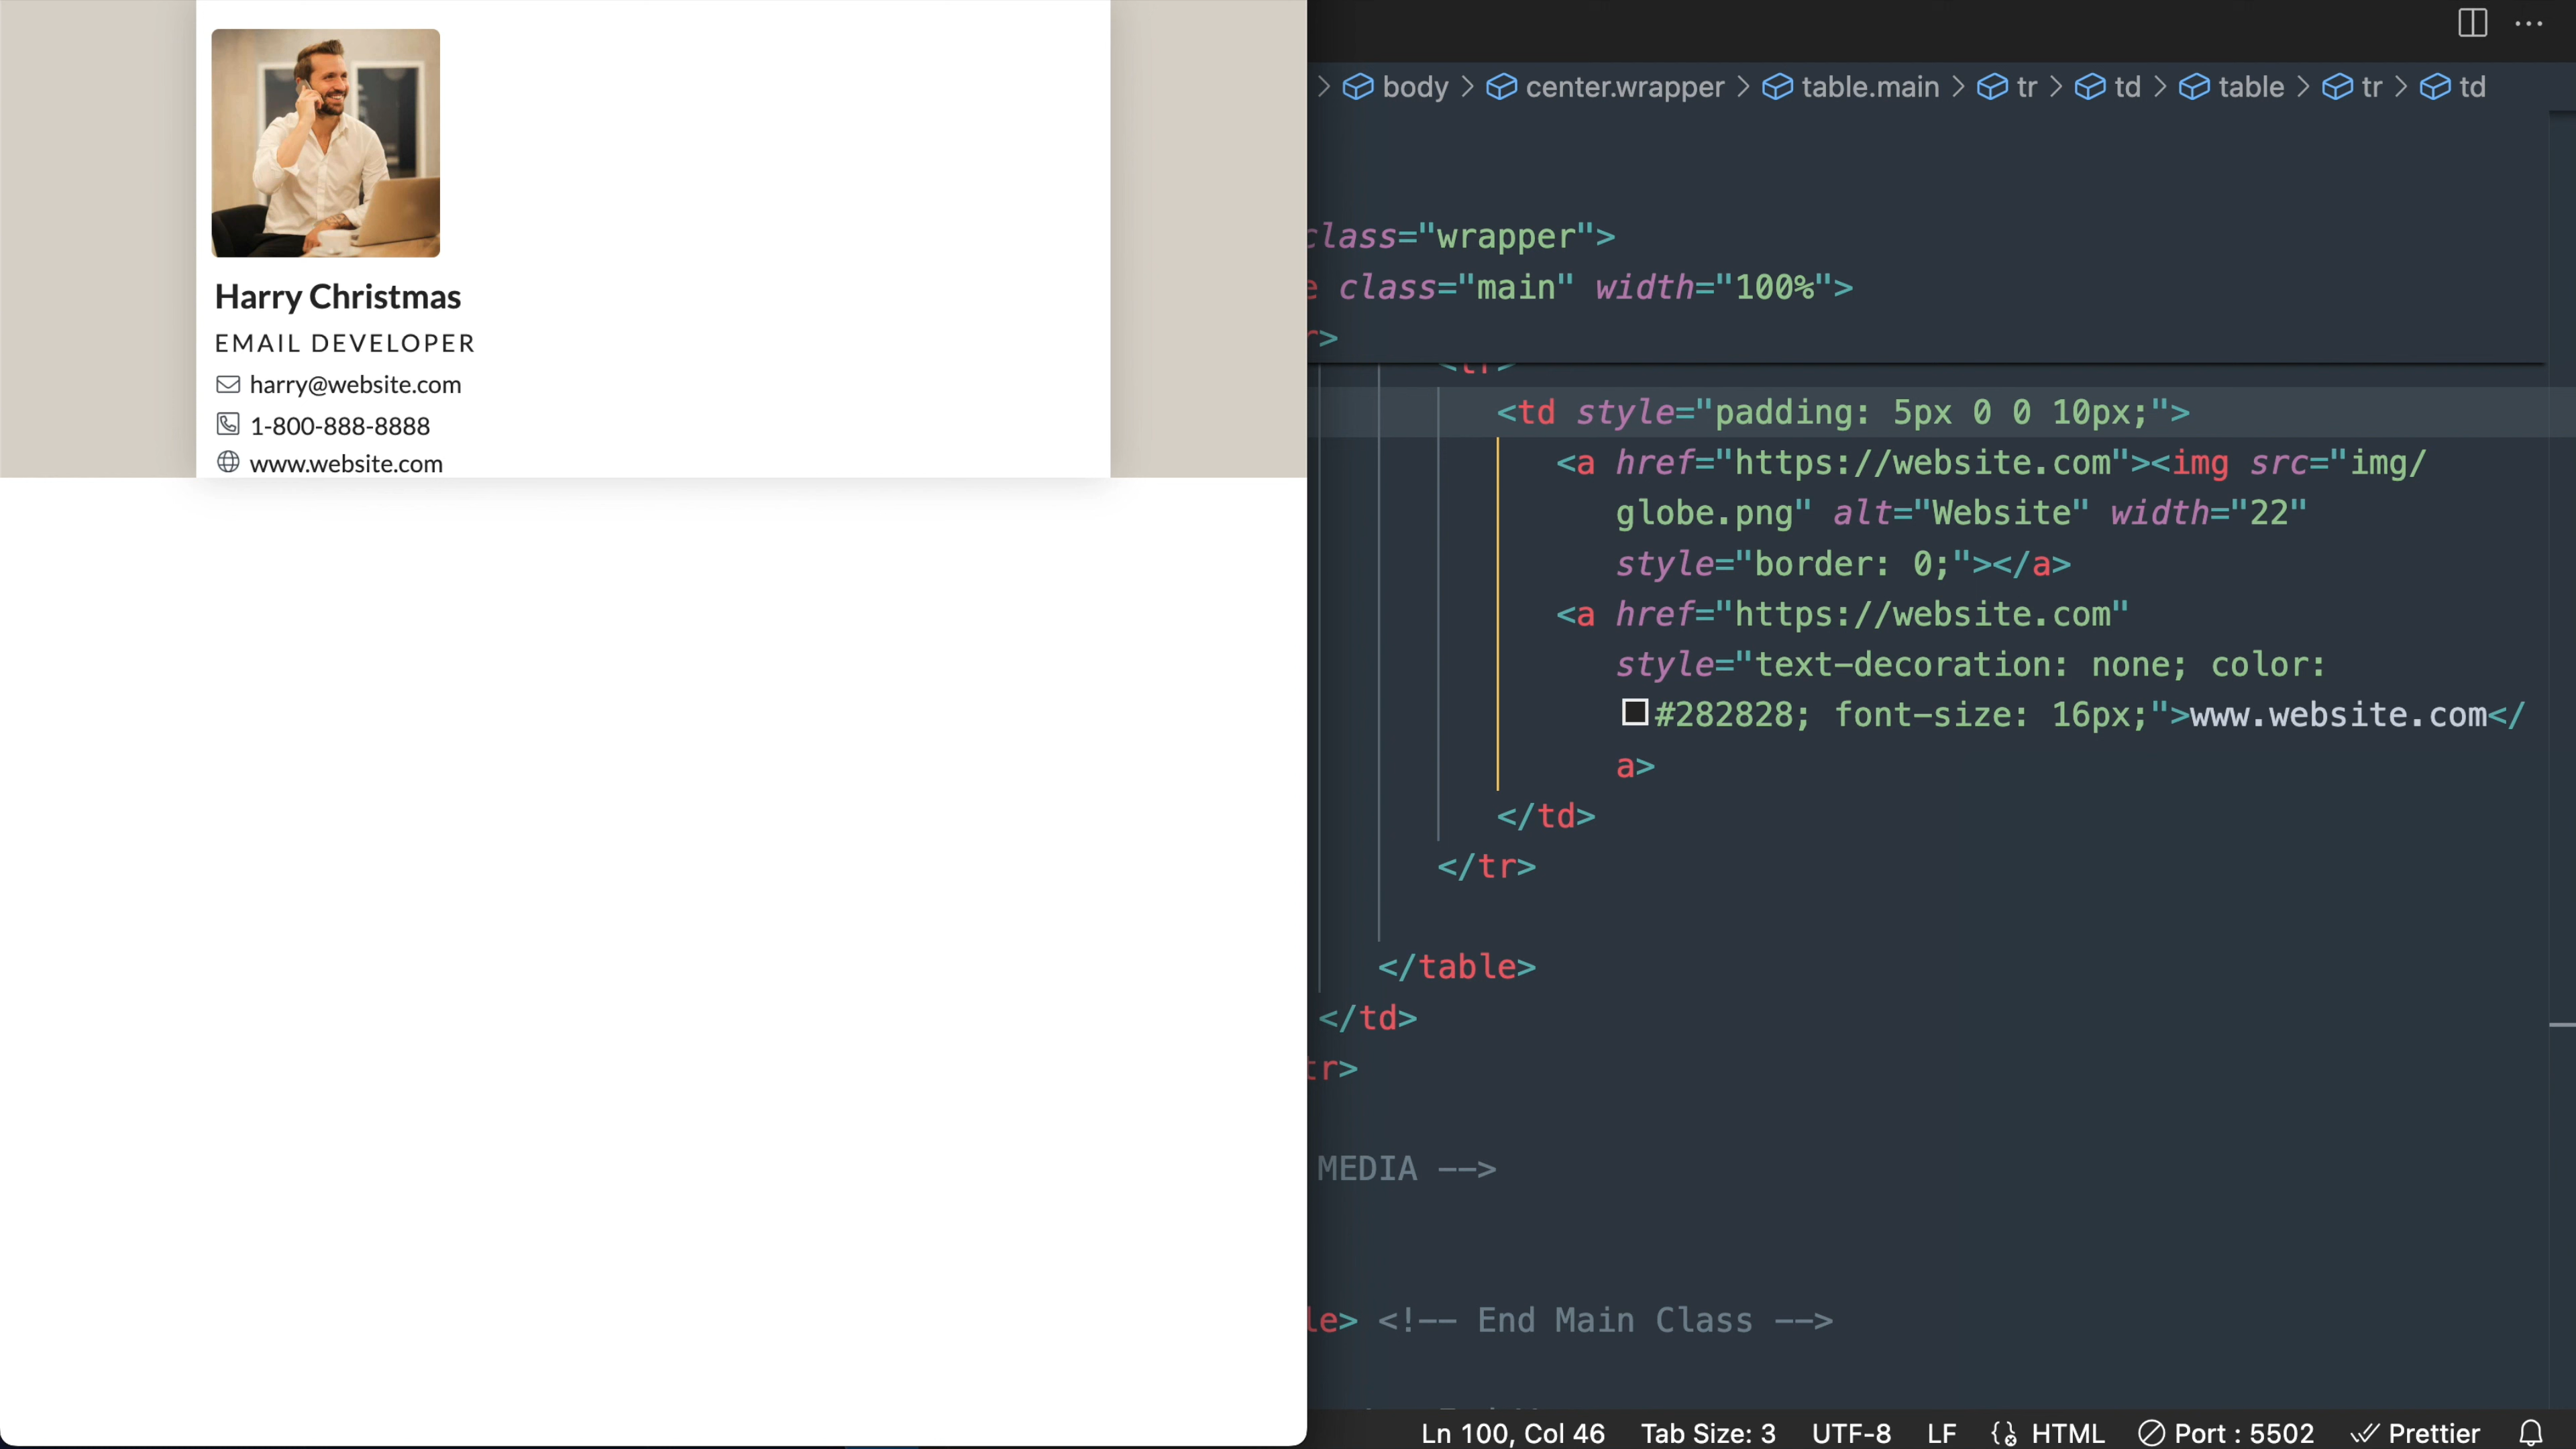 Harry Christmas
EMAIL DEVELOPER
harry@website.com
1-800-888-8888
www.website.com
body > center.wrapper > table.main > tr > td > table > tr > td
class="wrapper">
e class="main" width="100%">
r>
<tr>
<td style="padding: 5px 0 0 10px;">
<a href="https://website.com"><img src="img/
globe.png" alt="Website" width="22"
style="border: 0;"></a>
<a href="https://website.com"
style="text-decoration: none; color:
#282828; font-size: 16px;">www.website.com</
a>
</td>
</tr>
</table>
</td>
tr>
MEDIA -->
le> <!-- End Main Class -->
Ln 100, Col 46 Tab Size: 3 UTF-8 LF HTML Port : 5502 Prettier